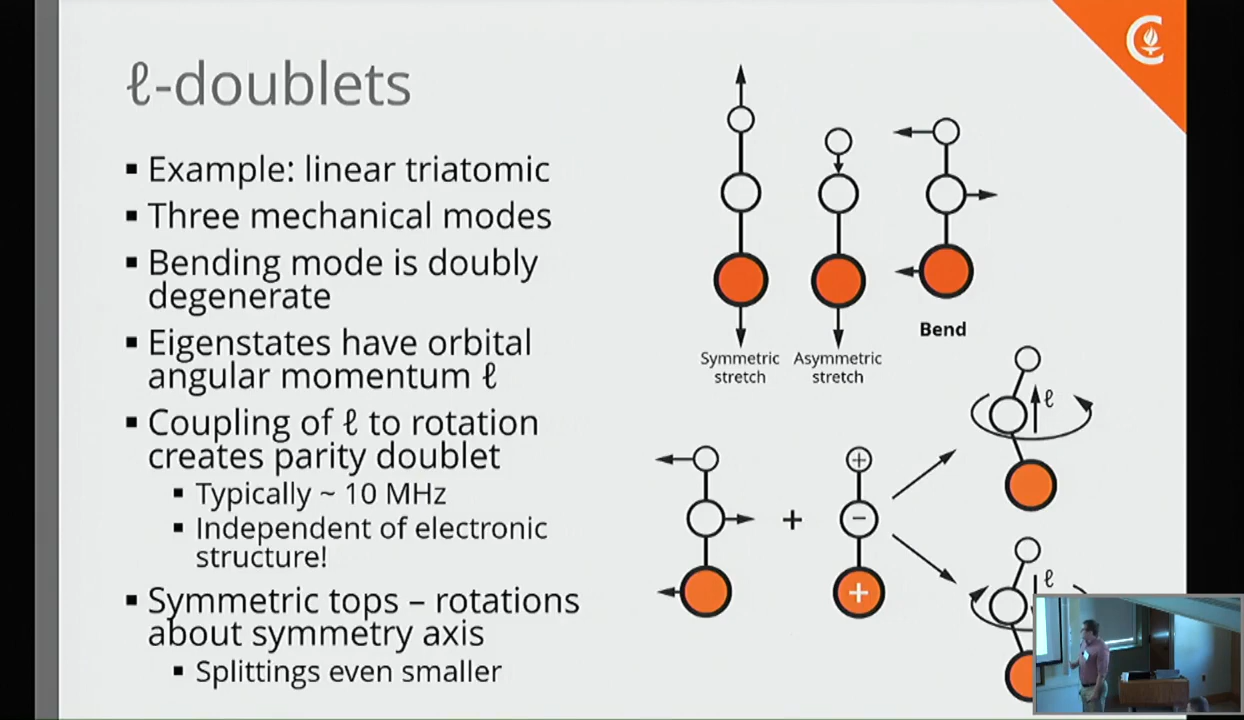 ℓ-doublets
▪ Example: linear triatomic
▪ Three mechanical modes
▪ Bending mode is doubly
degenerate
▪ Eigenstates have orbital
angular momentum ℓ
▪ Coupling of ℓ to rotation
creates parity doublet
▪ Typically ~ 10 MHz
▪ Independent of electronic
structure!
▪ Symmetric tops – rotations
about symmetry axis
▪ Splittings even smaller
Symmetric
stretch
Asymmetric
stretch
Bend
ℓ
+
+
−
+
ℓ